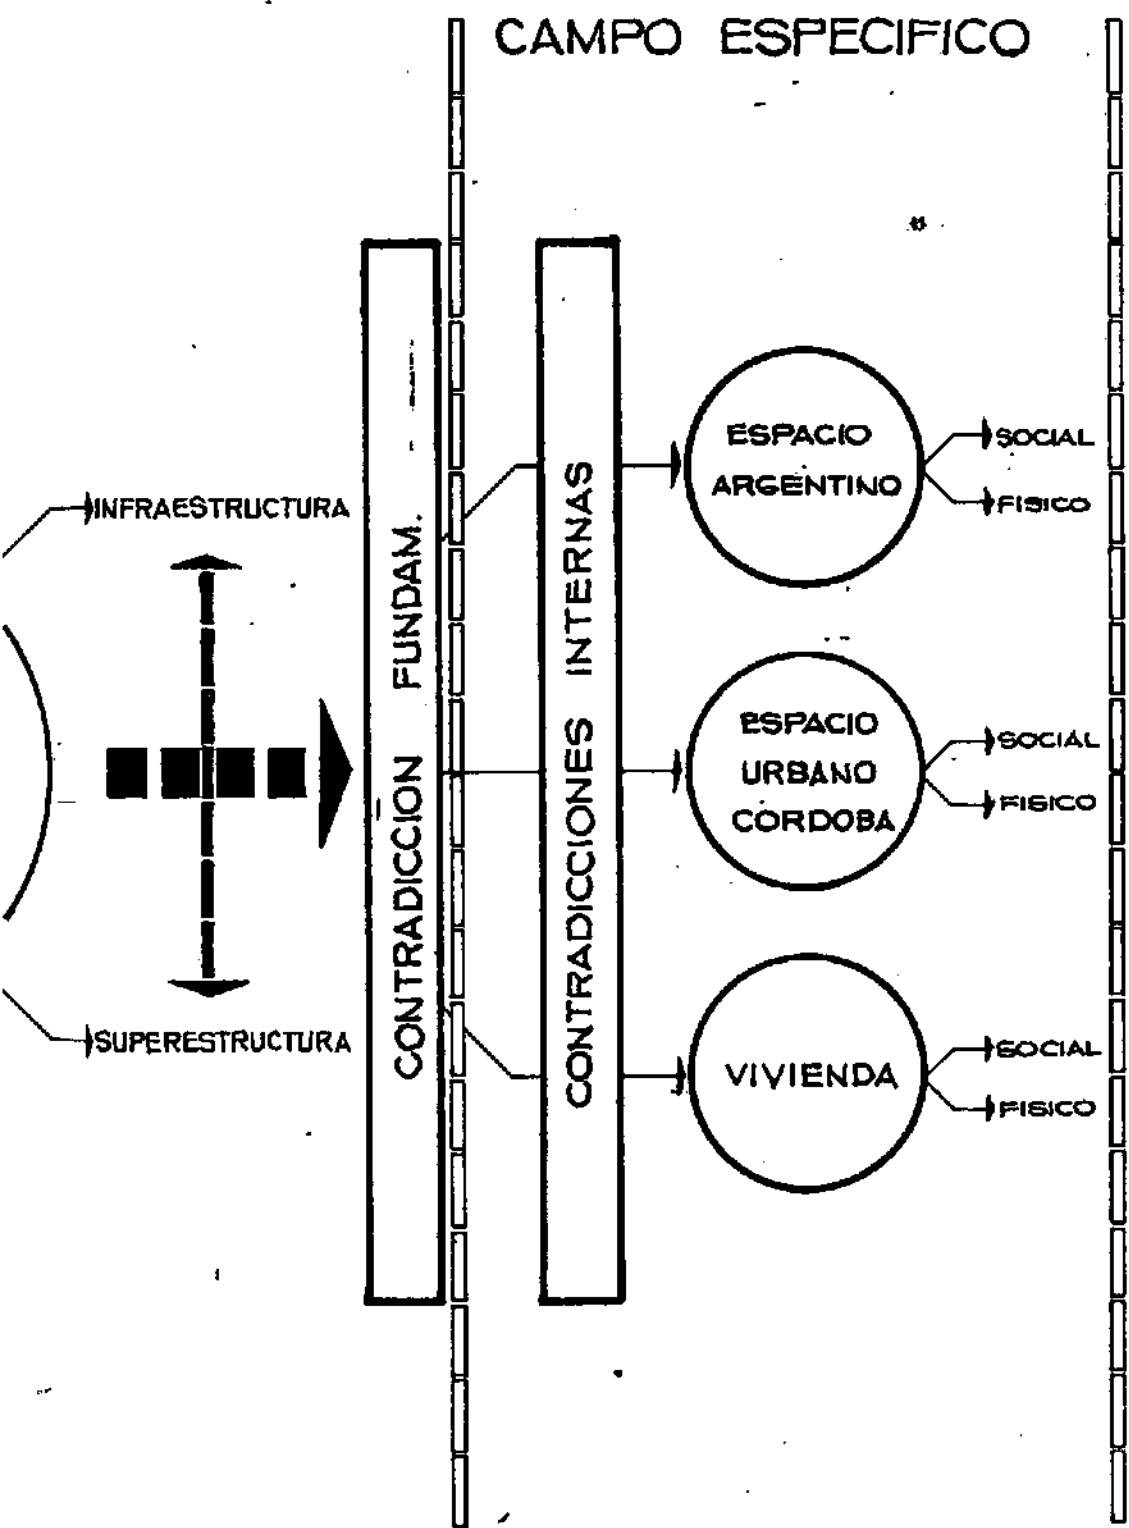 CAMPO ESPECIFICO
INFRAESTRUCTURA
SUPERESTRUCTURA
CONTRADICCION FUNDAM.
CONTRADICCIONES INTERNAS
ESPACIO
ARGENTINO
SOCIAL
FISICO
ESPACIO
URBANO
CORDOBA
SOCIAL
FISICO
VIVIENDA
SOCIAL
FISICO